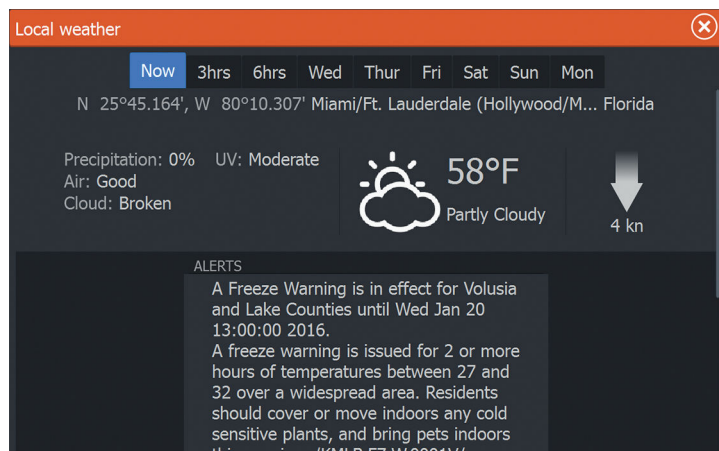 Local weather
Now 3hrs 6hrs Wed Thur Fri Sat Sun Mon
N 25°45.164', W 80°10.307' Miami/Ft. Lauderdale (Hollywood/M... Florida
Precipitation: 0% UV: Moderate
Air: Good
Cloud: Broken
58°F
Partly Cloudy
4 kn
ALERTS
A Freeze Warning is in effect for Volusia
and Lake Counties until Wed Jan 20
13:00:00 2016.
A freeze warning is issued for 2 or more
hours of temperatures between 27 and
32 over a widespread area. Residents
should cover or move indoors any cold
sensitive plants, and bring pets indoors